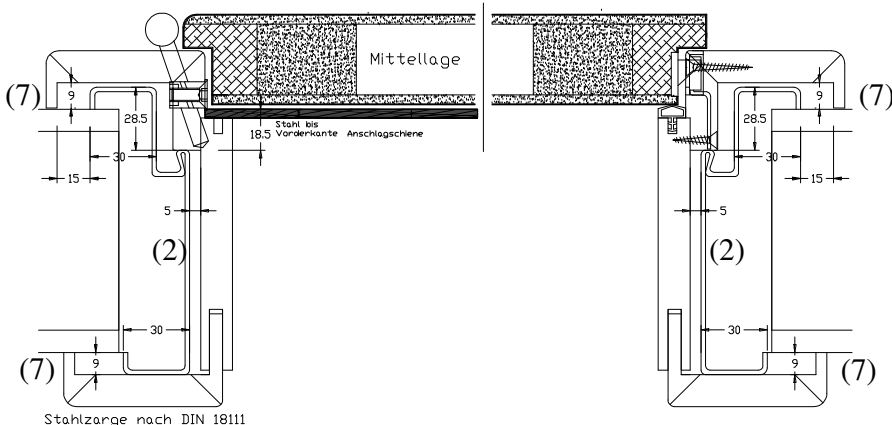 Mittellage
(7) (7)
9 9
28.5 28.5
18.5
Stahl bis
Vorderkante Anschlagschiene
30 30
15 15
5 5
(2) (2)
30 30
9 9
(7) (7)
Stahlzarge nach DIN 18111